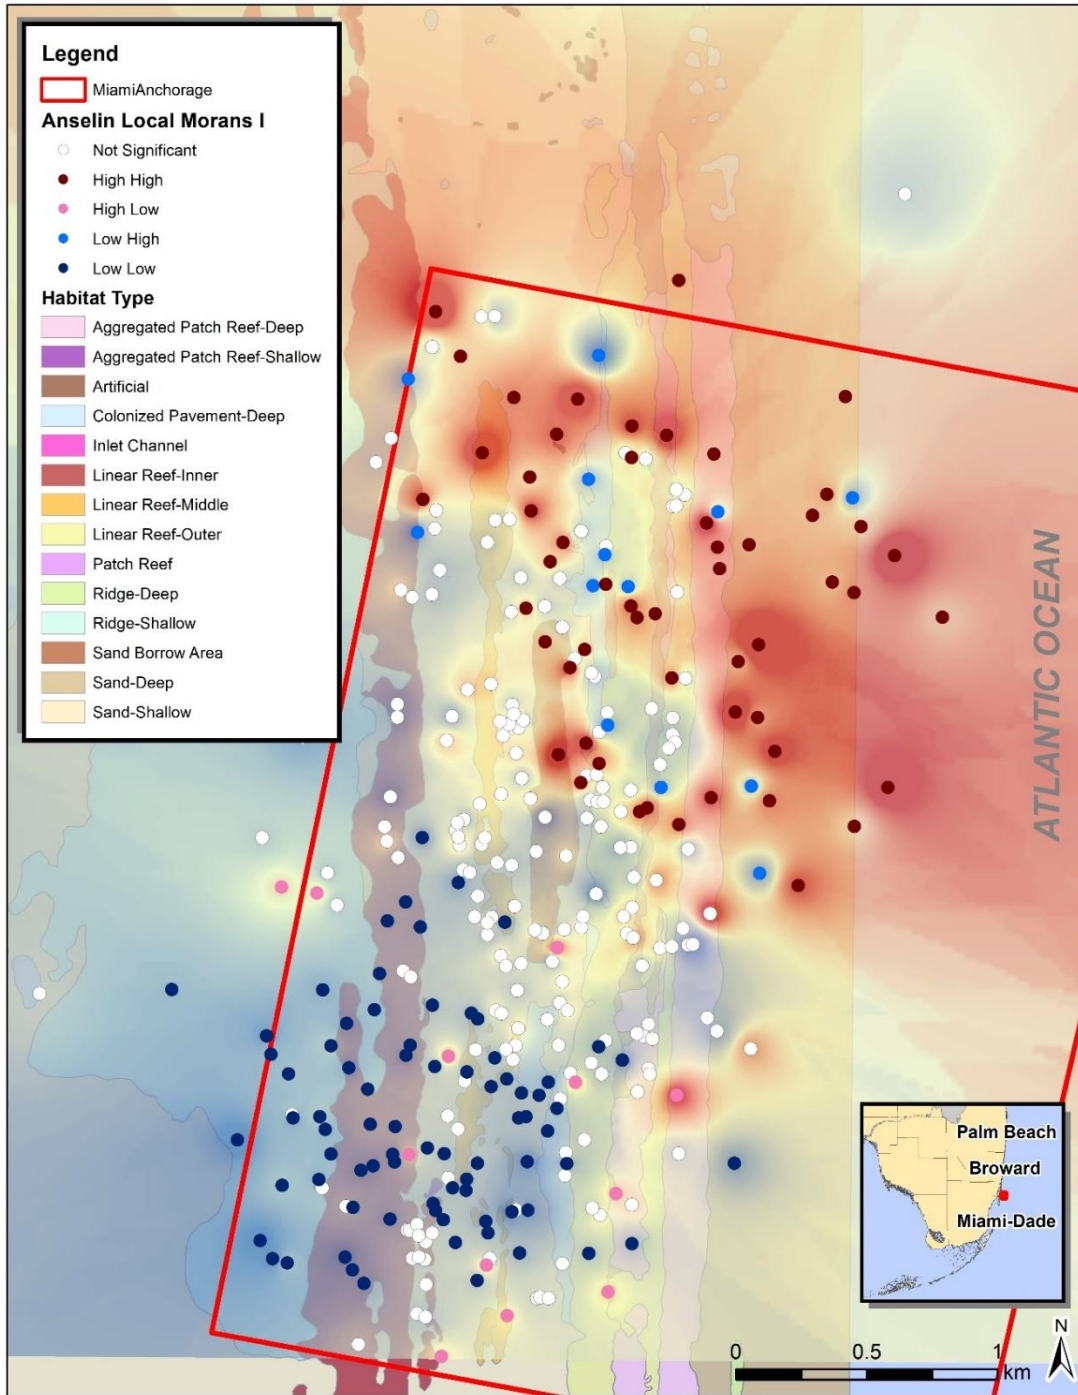 Legend
MiamiAnchorage
Anselin Local Morans I
Not Significant
High High
High Low
Low High
Low Low
Habitat Type
Aggregated Patch Reef-Deep
Aggregated Patch Reef-Shallow
Artificial
Colonized Pavement-Deep
Inlet Channel
Linear Reef-Inner
Linear Reef-Middle
Linear Reef-Outer
Patch Reef
Ridge-Deep
Ridge-Shallow
Sand Borrow Area
Sand-Deep
Sand-Shallow
ATLANTIC OCEAN
Palm Beach
Broward
Miami-Dade
N
0 0.5 1
km